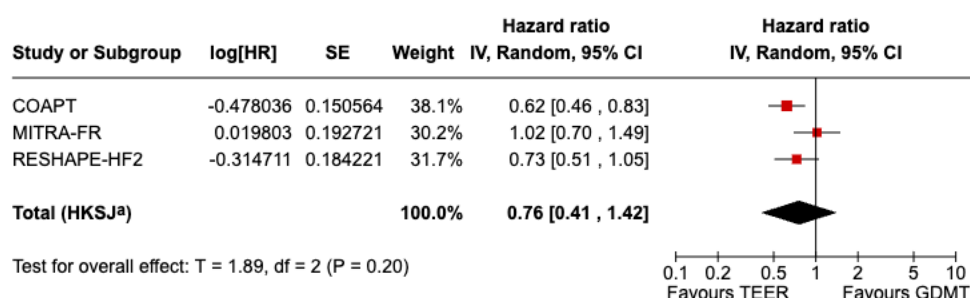 Hazard ratio Hazard ratio
Study or Subgroup log[HR] SE Weight IV, Random, 95% CI IV, Random, 95% CI
COAPT -0.478036 0.150564 38.1% 0.62 [0.46 , 0.83]
MITRA-FR 0.019803 0.192721 30.2% 1.02 [0.70 , 1.49]
RESHAPE-HF2 -0.314711 0.184221 31.7% 0.73 [0.51 , 1.05]
Total (HKSJª) 100.0% 0.76 [0.41 , 1.42]
Test for overall effect: T = 1.89, df = 2 (P = 0.20)
0.1 0.2 0.5 1 2 5 10
Favours TEER Favours GDMT